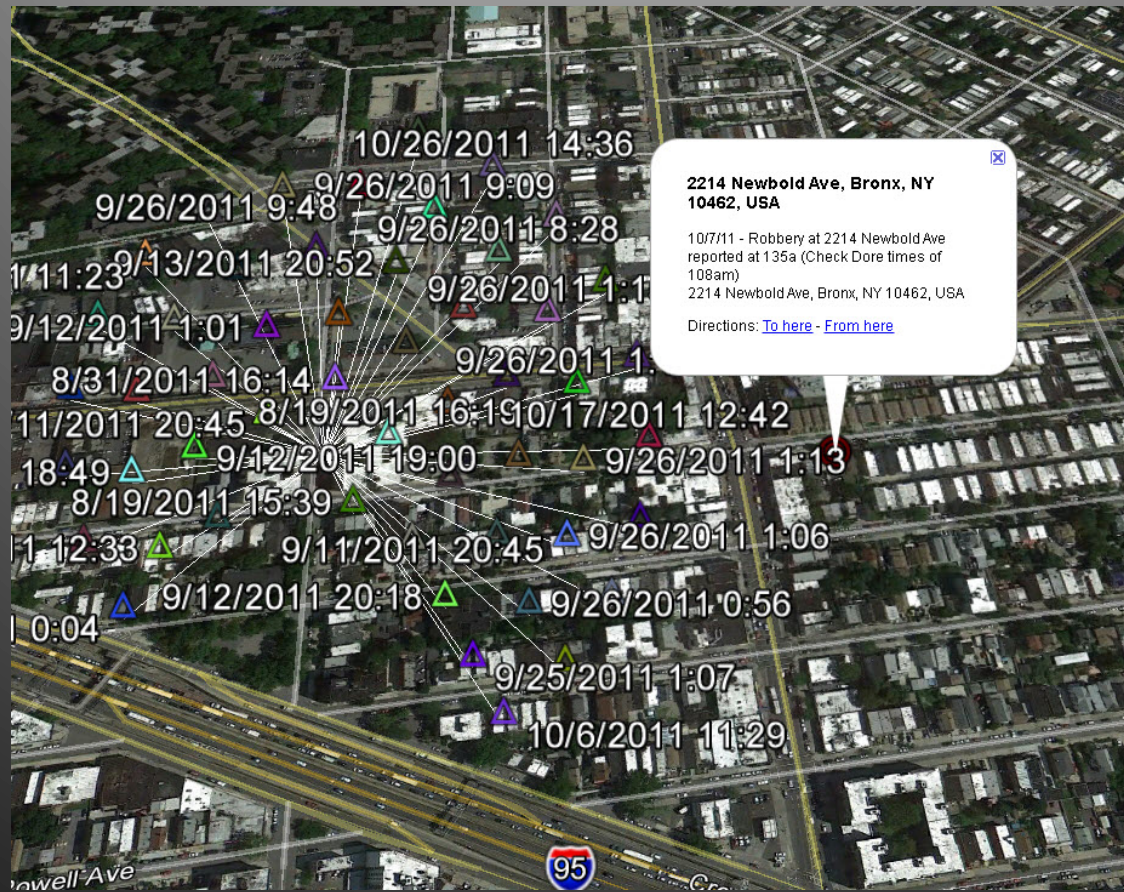 10/26/2011 14:36
9/26/2011 9:09
9/26/2011 9:48
9/26/2011 8:28
9/13/2011 20:52
1 11:23
9/26/2011 1:1
9/12/2011 1:01
9/26/2011 1:
8/31/2011 16:14
8/19/2011 16:19
10/17/2011 12:42
11/2011 20:45
9/12/2011 19:00
9/26/2011 1:13
18:49
8/19/2011 15:39
9/11/2011 20:45
9/26/2011 1:06
1 12:33
9/12/2011 20:18
9/26/2011 0:56
0:04
9/25/2011 1:07
10/6/2011 11:29
2214 Newbold Ave, Bronx, NY
10462, USA
10/7/11 - Robbery at 2214 Newbold Ave
reported at 135a (Check Dore times of
108am)
2214 Newbold Ave, Bronx, NY 10462, USA
Directions: To here - From here
95
owell Ave
Cro